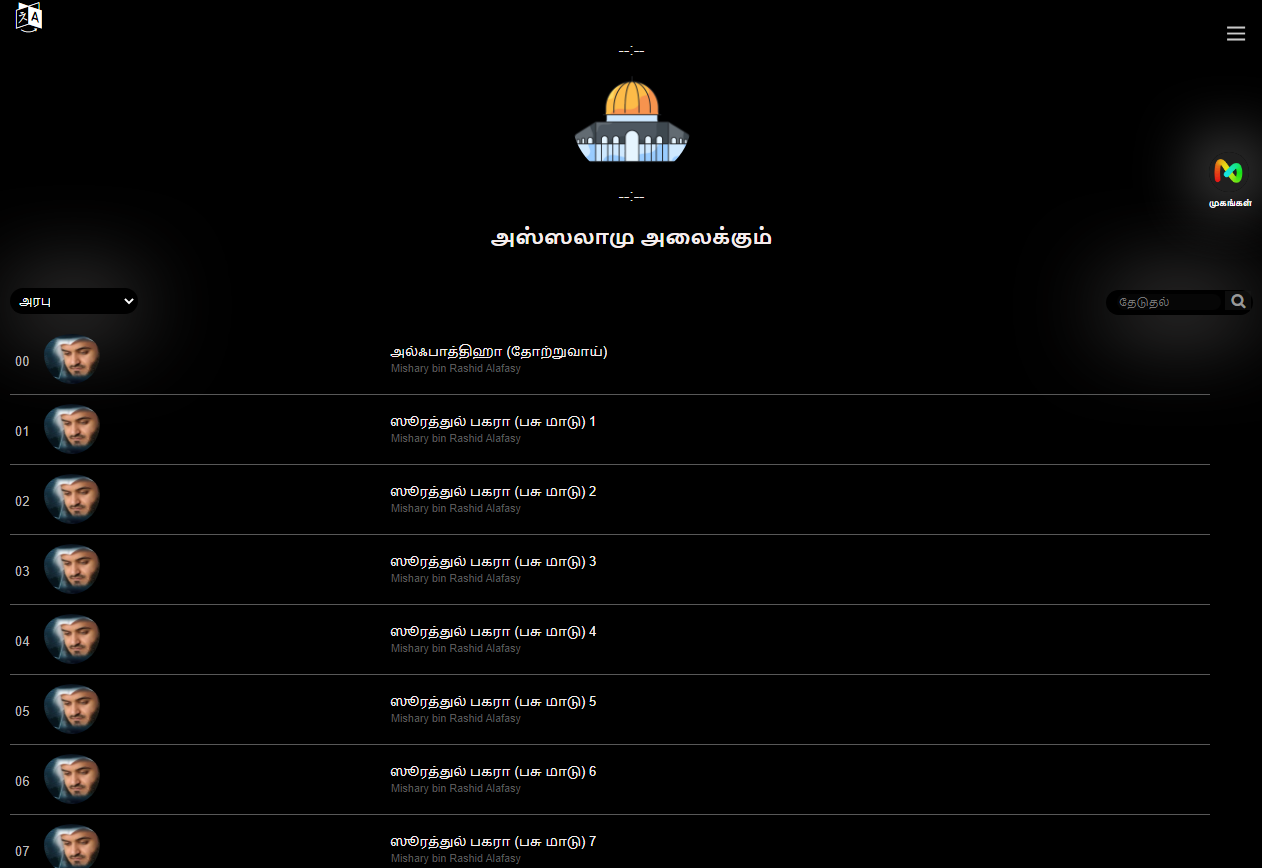 --:--
--:--
முகங்கள்
அஸ்ஸலாமு அலைக்கும்
அரபு
தேடுதல்
00
அல்ஃபாத்திஹா (தோற்றுவாய்)
Mishary bin Rashid Alafasy
01
ஸூரத்துல் பகரா (பசு மாடு) 1
Mishary bin Rashid Alafasy
02
ஸூரத்துல் பகரா (பசு மாடு) 2
Mishary bin Rashid Alafasy
03
ஸூரத்துல் பகரா (பசு மாடு) 3
Mishary bin Rashid Alafasy
04
ஸூரத்துல் பகரா (பசு மாடு) 4
Mishary bin Rashid Alafasy
05
ஸூரத்துல் பகரா (பசு மாடு) 5
Mishary bin Rashid Alafasy
06
ஸூரத்துல் பகரா (பசு மாடு) 6
Mishary bin Rashid Alafasy
07
ஸூரத்துல் பகரா (பசு மாடு) 7
Mishary bin Rashid Alafasy